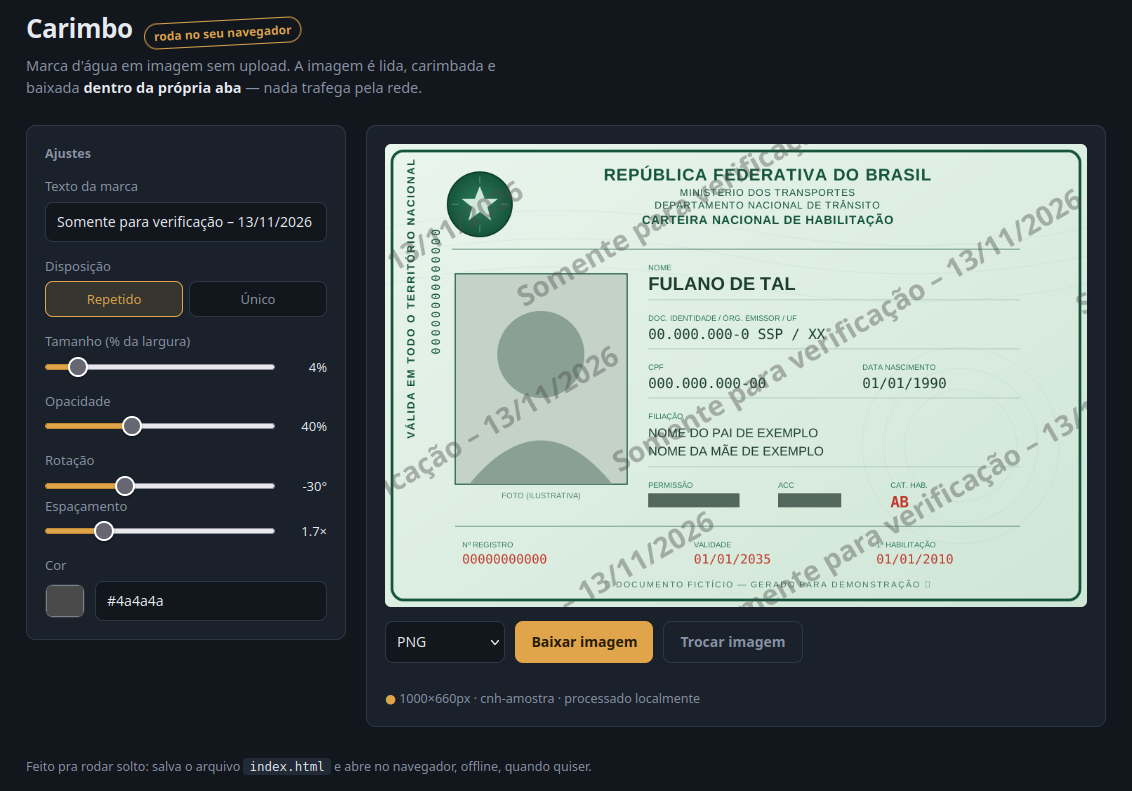 Carimbo
roda no seu navegador
Marca d'água em imagem sem upload. A imagem é lida, carimbada e
baixada dentro da própria aba — nada trafega pela rede.
Ajustes
Texto da marca
Somente para verificação – 13/11/2026
Disposição
Repetido
Único
Tamanho (% da largura)
4%
Opacidade
40%
Rotação
-30°
Espaçamento
1.7×
Cor
#4a4a4a
VÁLIDA EM TODO O TERRITÓRIO NACIONAL
0000000000000
REPÚBLICA FEDERATIVA DO BRASIL
MINISTÉRIO DOS TRANSPORTES
DEPARTAMENTO NACIONAL DE TRÂNSITO
CARTEIRA NACIONAL DE HABILITAÇÃO
NOME
FULANO DE TAL
DOC. IDENTIDADE / ÓRG. EMISSOR / UF
00.000.000-0 SSP / XX
CPF
000.000.000-00
DATA NASCIMENTO
01/01/1990
FILIAÇÃO
NOME DO PAI DE EXEMPLO
NOME DA MÃE DE EXEMPLO
FOTO (ILUSTRATIVA)
PERMISSÃO
ACC
CAT. HAB.
AB
Nº REGISTRO
00000000000
VALIDADE
01/01/2035
1ª HABILITAÇÃO
01/01/2010
DOCUMENTO FICTÍCIO — GERADO PARA DEMONSTRAÇÃO
13/11/2026
Somente para verificação
icação – 13/11/2026
Somente para verificação – 13/11/2026
– 13/11/2026
mente para verificação – 13/1
PNG
Baixar imagem
Trocar imagem
1000×660px · cnh-amostra · processado localmente
Feito pra rodar solto: salva o arquivo index.html e abre no navegador, offline, quando quiser.